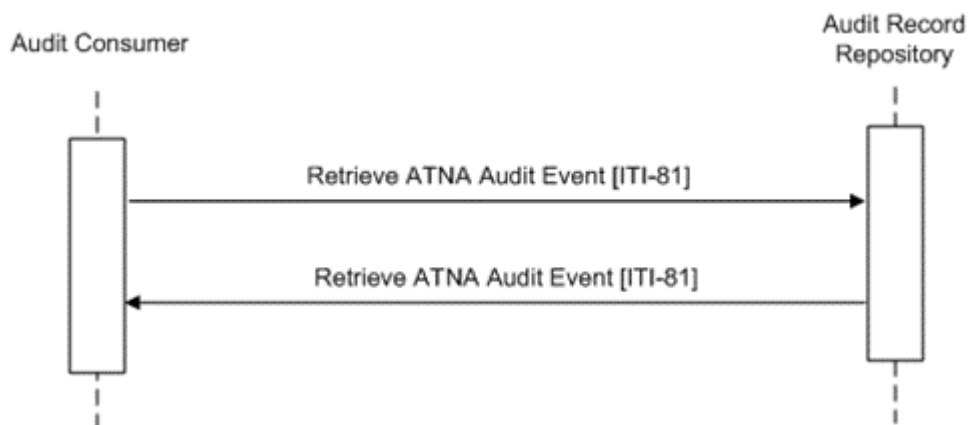 Audit Consumer
Audit Record
Repository
Retrieve ATNA Audit Event [ITI-81]
Retrieve ATNA Audit Event [ITI-81]